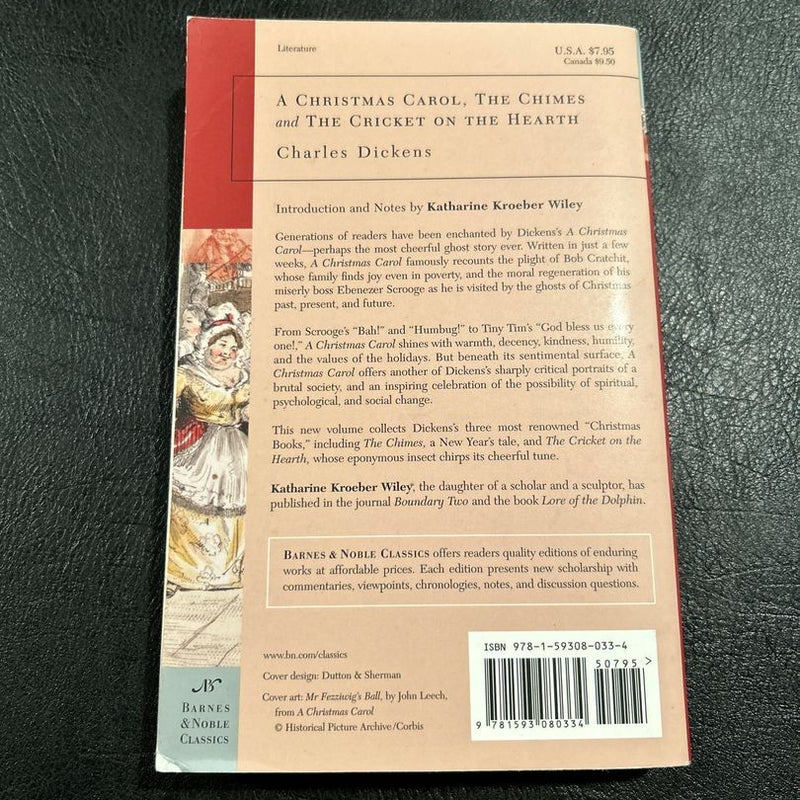 Literature
U.S.A. $7.95
Canada $9.50
A Christmas Carol, The Chimes
and The Cricket on the Hearth
Charles Dickens
Introduction and Notes by Katharine Kroeber Wiley
Generations of readers have been enchanted by Dickens's A Christmas
Carol—perhaps the most cheerful ghost story ever. Written in just a few
weeks, A Christmas Carol famously recounts the plight of Bob Cratchit,
whose family finds joy even in poverty, and the moral regeneration of his
miserly boss Ebenezer Scrooge as he is visited by the ghosts of Christmas
past, present, and future.
From Scrooge's "Bah!" and "Humbug!" to Tiny Tim's "God bless us every
one!," A Christmas Carol shines with warmth, decency, kindness, humility,
and the values of the holidays. But beneath its sentimental surface, A
Christmas Carol offers another of Dickens's sharply critical portraits of a
brutal society, and an inspiring celebration of the possibility of spiritual,
psychological, and social change.
This new volume collects Dickens's three most renowned "Christmas
Books," including The Chimes, a New Year's tale, and The Cricket on the
Hearth, whose eponymous insect chirps its cheerful tune.
Katharine Kroeber Wiley, the daughter of a scholar and a sculptor, has
published in the journal Boundary Two and the book Lore of the Dolphin.
Barnes & Noble Classics offers readers quality editions of enduring
works at affordable prices. Each edition presents new scholarship with
commentaries, viewpoints, chronologies, notes, and discussion questions.
www.bn.com/classics
Cover design: Dutton & Sherman
Cover art: Mr Fezziwig's Ball, by John Leech,
from A Christmas Carol
© Historical Picture Archive/Corbis
ISBN 978-1-59308-033-4
50795 >
9 781593 080334
BN
Barnes
& Noble
Classics